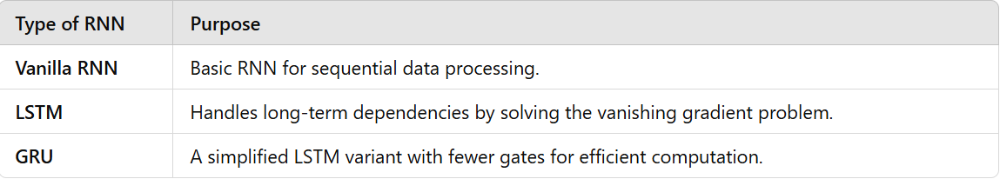 Type of RNN Purpose
Vanilla RNN Basic RNN for sequential data processing.
LSTM Handles long-term dependencies by solving the vanishing gradient problem.
GRU A simplified LSTM variant with fewer gates for efficient computation.